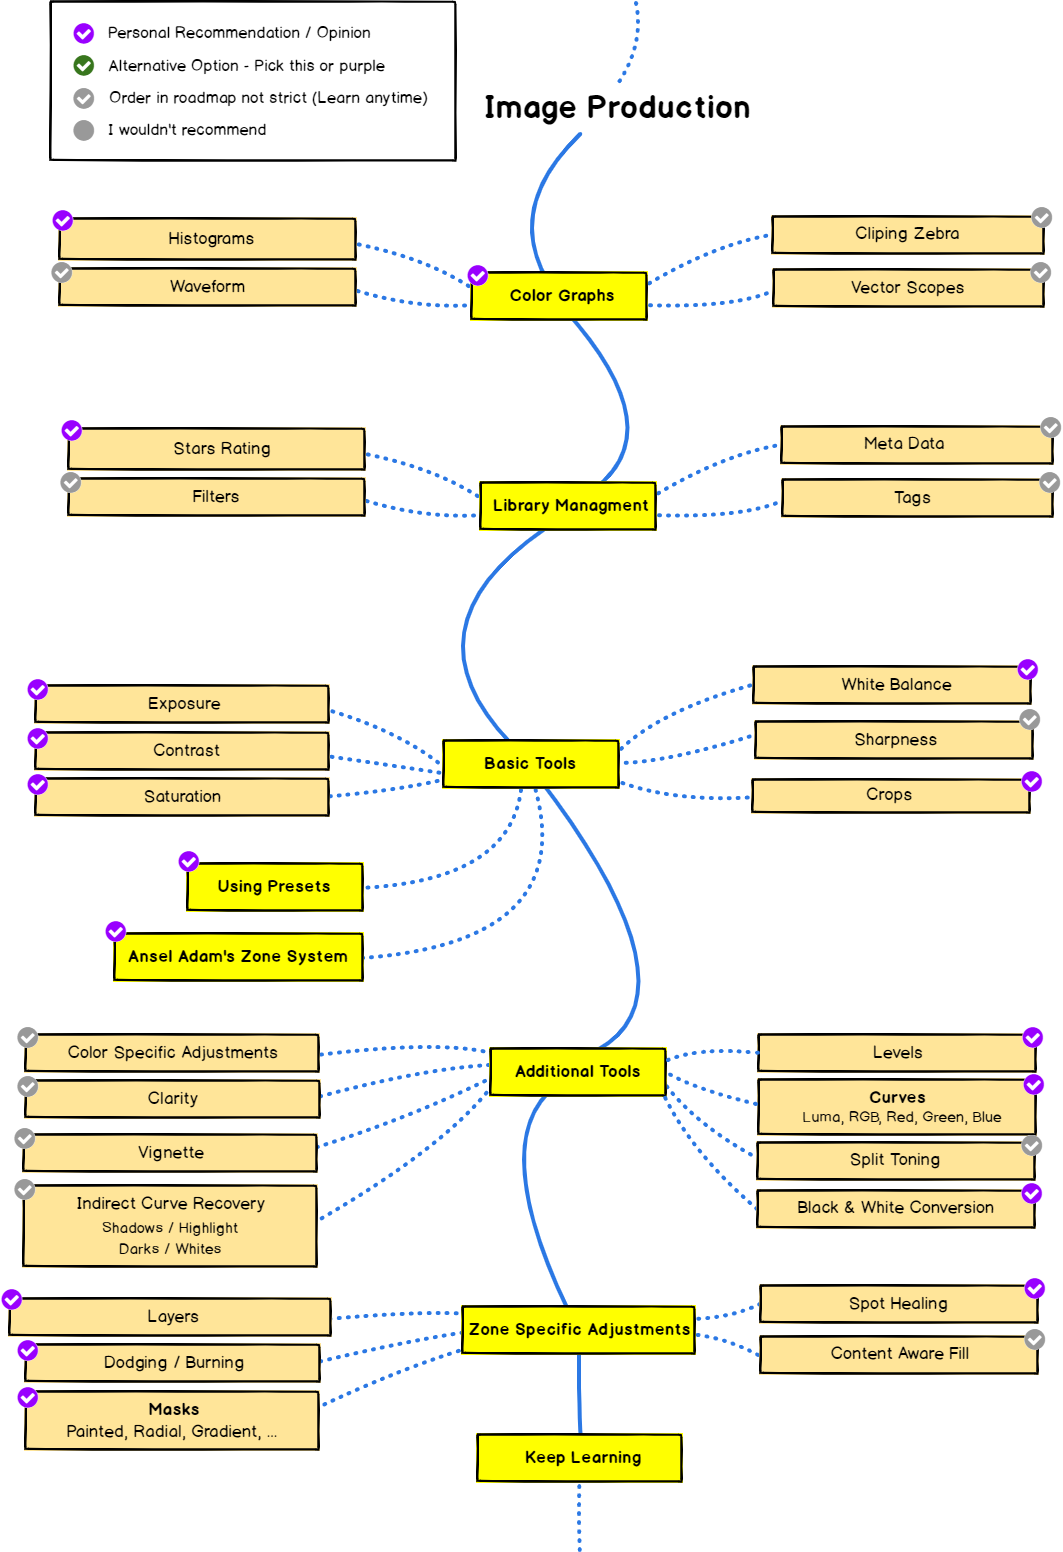 Personal Recommendation / Opinion
Alternative Option - Pick this or purple
Order in roadmap not strict (Learn anytime)
I wouldn't recommend
Image Production
Histograms
Waveform
Color Graphs
Cliping Zebra
Vector Scopes
Stars Rating
Filters
Library Managment
Meta Data
Tags
Exposure
Contrast
Saturation
Basic Tools
White Balance
Sharpness
Crops
Using Presets
Ansel Adam's Zone System
Color Specific Adjustments
Clarity
Vignette
Indirect Curve Recovery
Shadows / Highlight
Darks / Whites
Additional Tools
Levels
Curves
Luma, RGB, Red, Green, Blue
Split Toning
Black & White Conversion
Layers
Dodging / Burning
Masks
Painted, Radial, Gradient, ...
Zone Specific Adjustments
Spot Healing
Content Aware Fill
Keep Learning